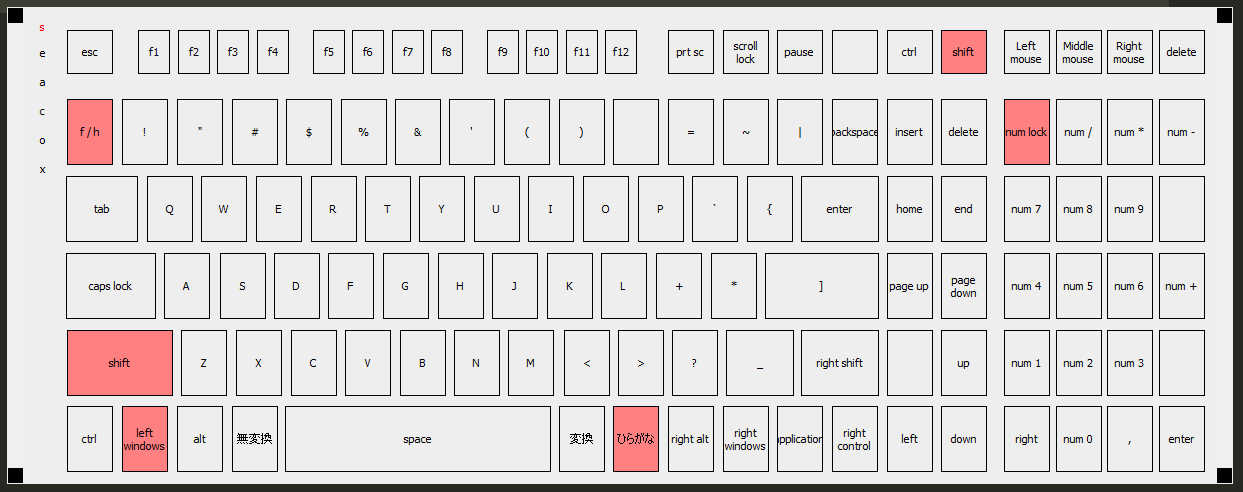 s
e
a
c
o
x
esc f1 f2 f3 f4 f5 f6 f7 f8 f9 f10 f11 f12 prt sc scroll lock pause ctrl shift Left mouse Middle mouse Right mouse delete
f / h ! " # $ % & ' ( ) = ~ | backspace insert delete num lock num / num * num -
tab Q W E R T Y U I O P ` { enter home end num 7 num 8 num 9
caps lock A S D F G H J K L + * ] page up page down num 4 num 5 num 6 num +
shift Z X C V B N M < > ? _ right shift up num 1 num 2 num 3
ctrl left windows alt 無変換 space 変換 ひらがな right alt right windows application right control left down right num 0 , enter